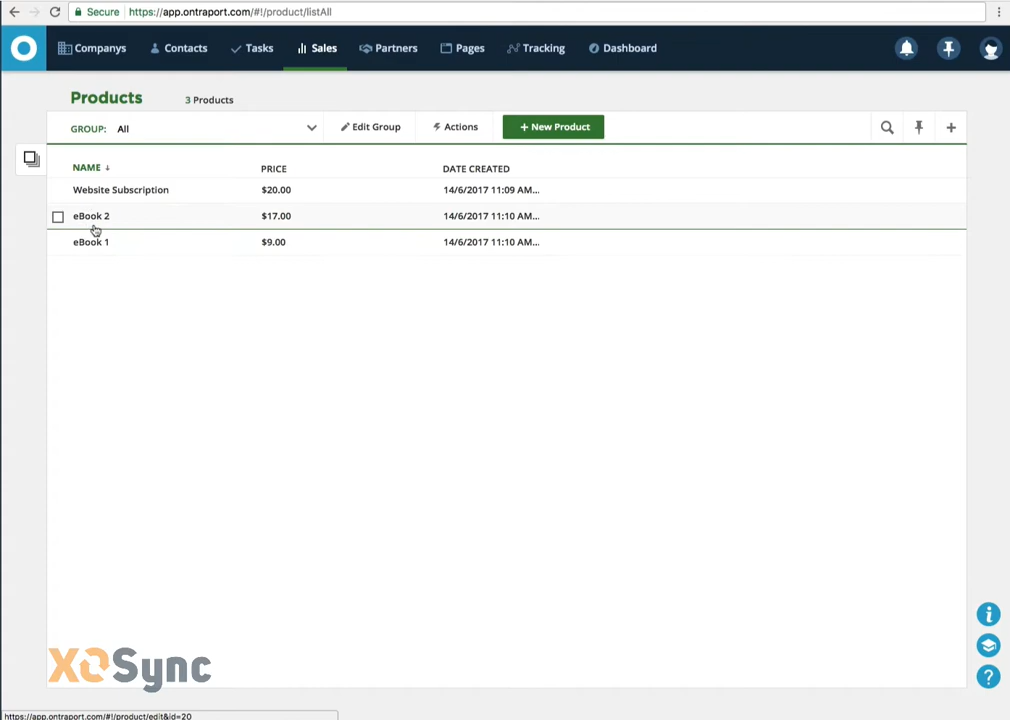 Secure https://app.ontraport.com/#!/product/listAll
Companys Contacts Tasks Sales Partners Pages Tracking Dashboard
Products 3 Products
GROUP: All Edit Group Actions + New Product
NAME ↓ PRICE DATE CREATED
Website Subscription $20.00 14/6/2017 11:09 AM...
eBook 2 $17.00 14/6/2017 11:10 AM...
eBook 1 $9.00 14/6/2017 11:10 AM...
XOSync
https://app.ontraport.com/#!/product/edit&id=20